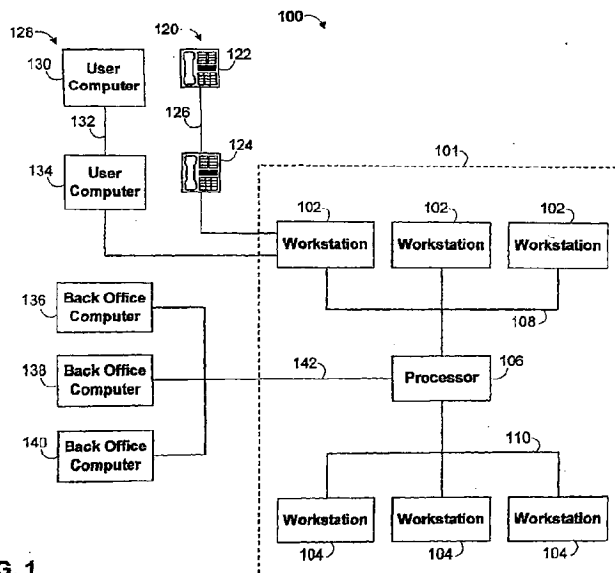 100
128
120
130
User
Computer
122
132
126
134
User
Computer
124
101
102
102
102
Workstation
Workstation
Workstation
108
136
Back Office
Computer
138
Back Office
Computer
142
Processor
106
140
Back Office
Computer
110
Workstation
Workstation
Workstation
104
104
104
G. 1